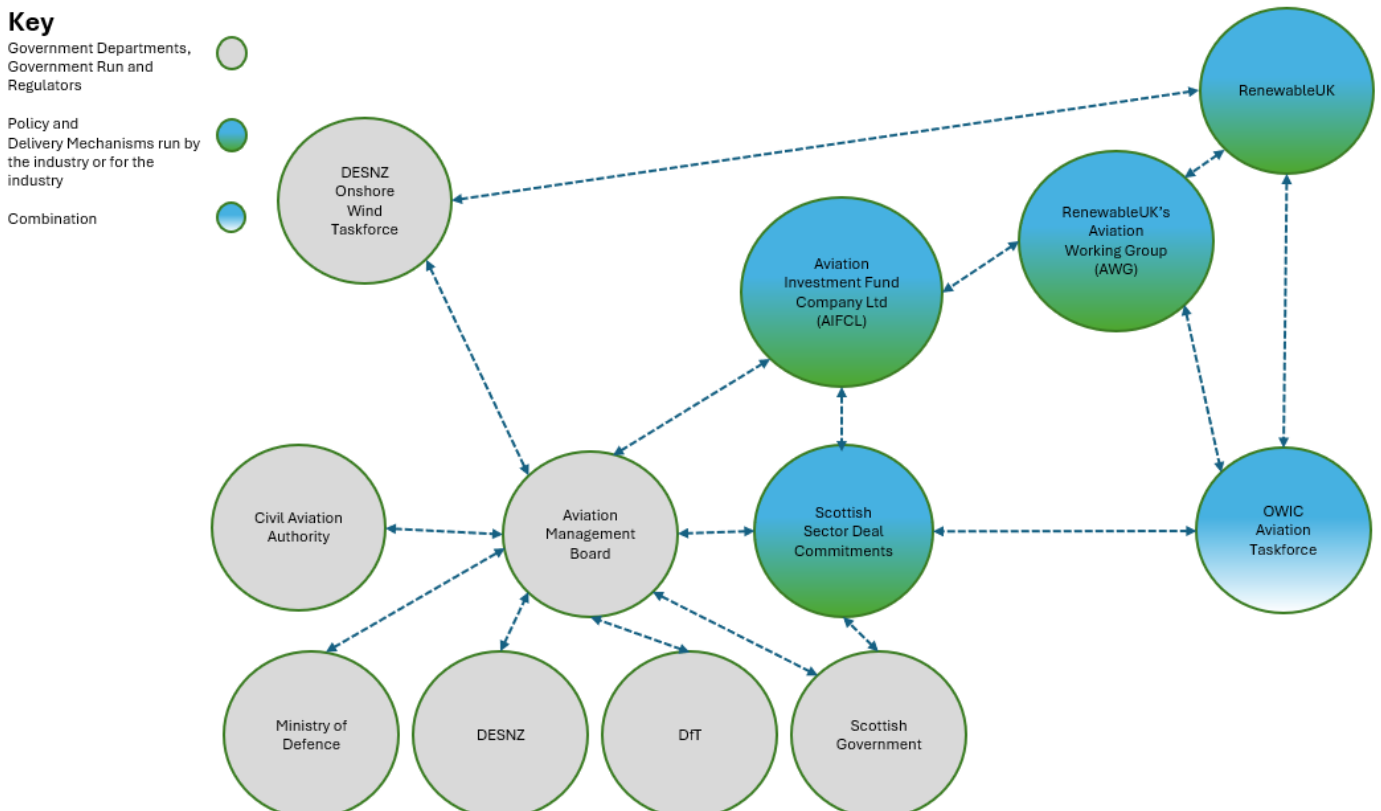 Key
Government Departments,
Government Run and
Regulators
Policy and
Delivery Mechanisms run by
the industry or for the
industry
Combination
RenewableUK
DESNZ
Onshore
Wind
Taskforce
RenewableUK's
Aviation
Working Group
(AWG)
Aviation
Investment Fund
Company Ltd
(AIFCL)
Civil Aviation
Authority
Aviation
Management
Board
Scottish
Sector Deal
Commitments
OWIC
Aviation
Taskforce
Ministry of
Defence
DESNZ
DfT
Scottish
Government